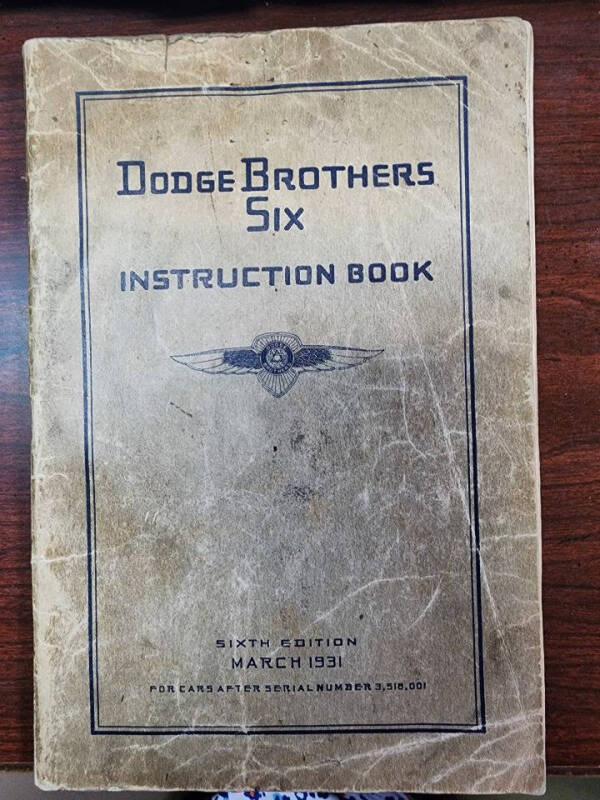 DODGE BROTHERS
SIX
INSTRUCTION BOOK
SIXTH EDITION
MARCH 1931
FOR CARS AFTER SERIAL NUMBER 3,518,001